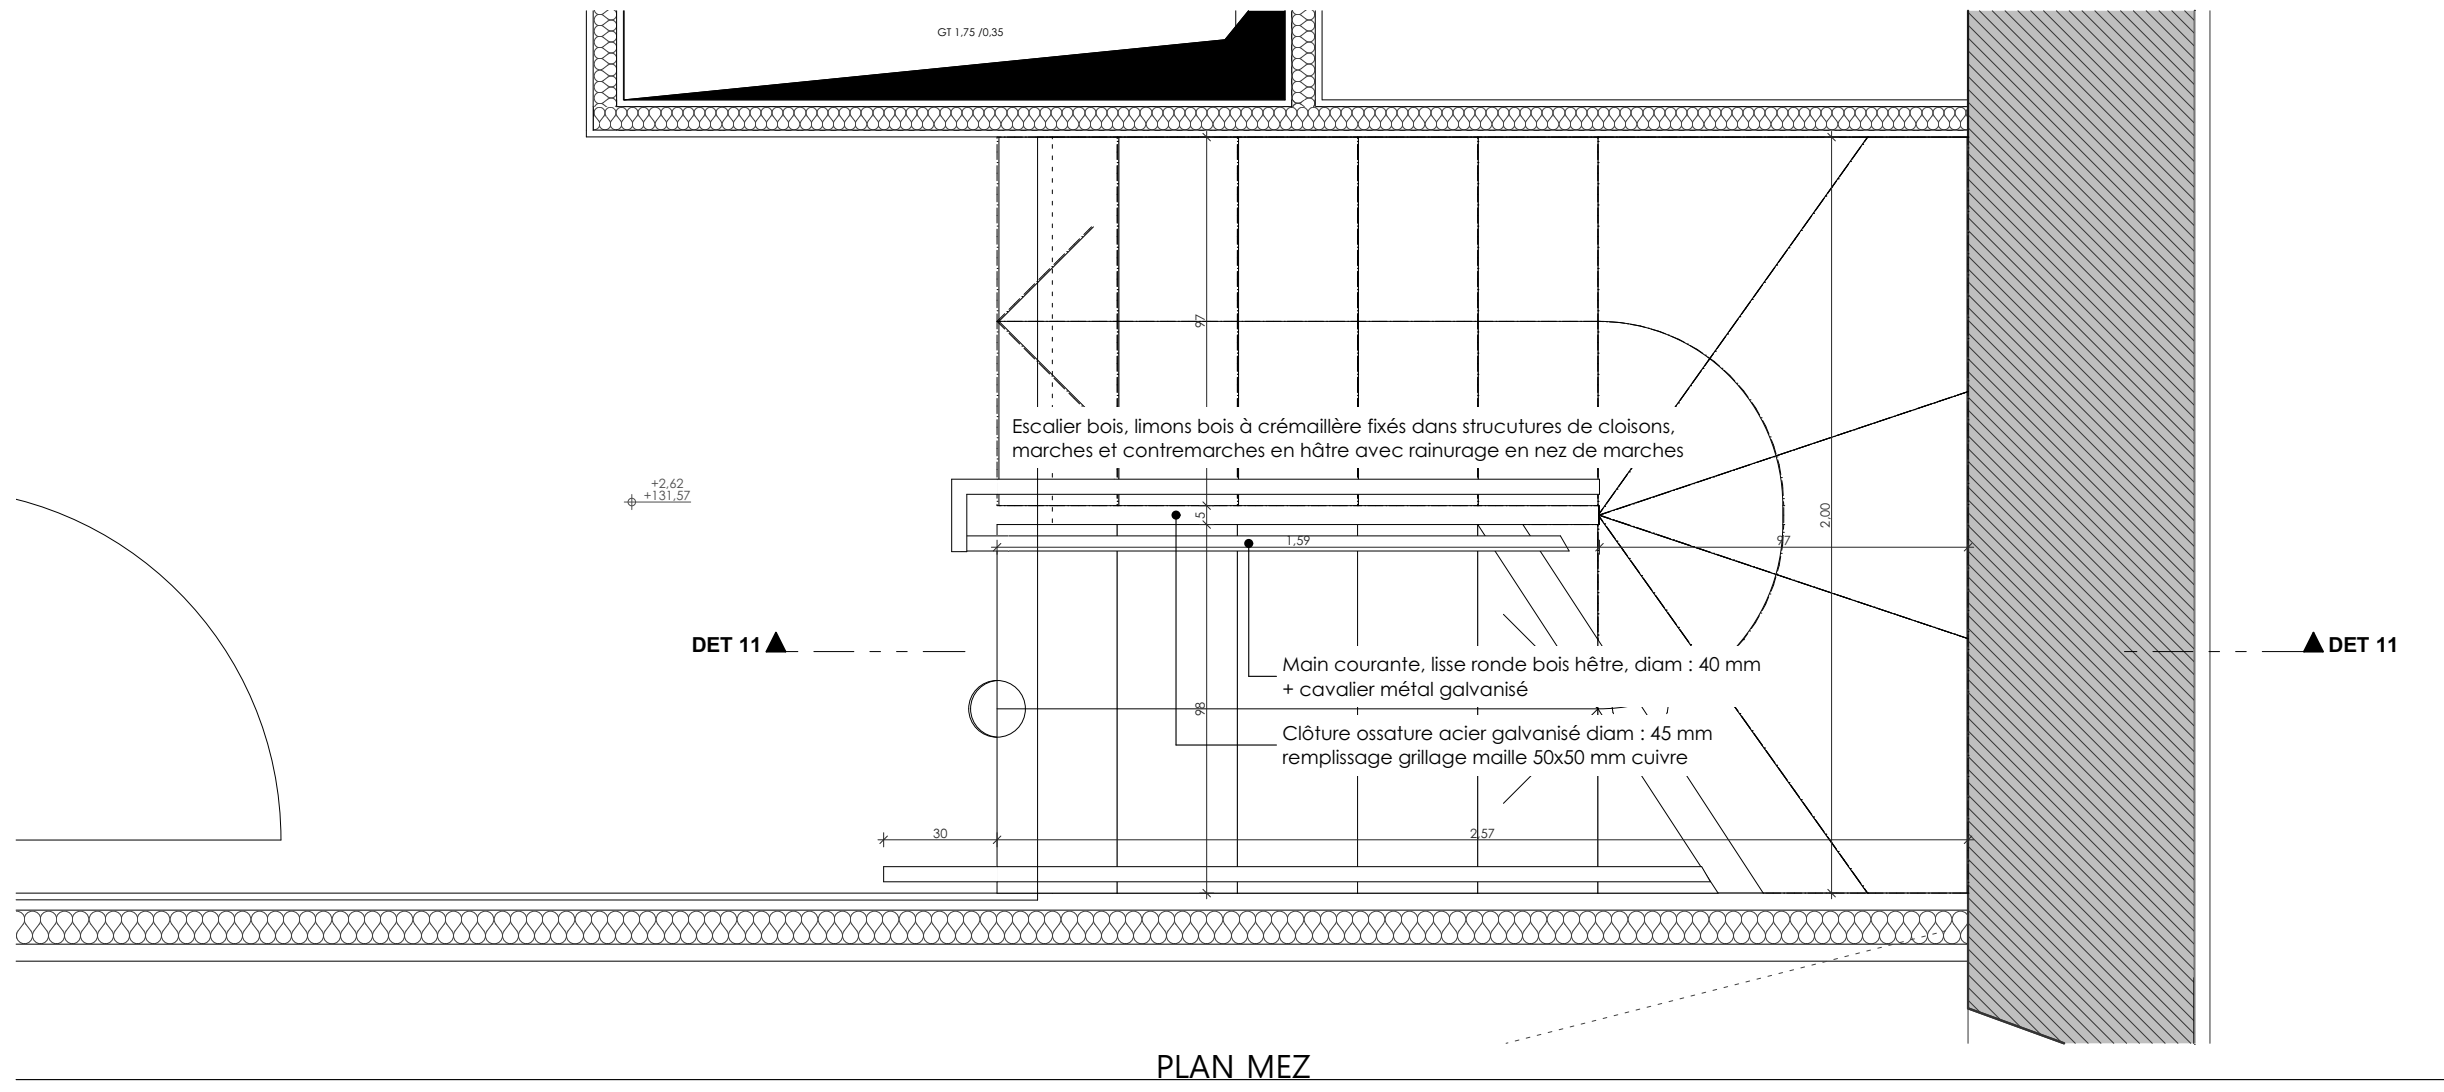 GT 1,75 /0,35
97
Escalier bois, limons bois à crémaillère fixés dans strucutures de cloisons,
marches et contremarches en hâtre avec rainurage en nez de marches
+2,62
+131,57
5
2,00
1,59
97
DET 11
DET 11
Main courante, lisse ronde bois hêtre, diam : 40 mm
+ cavalier métal galvanisé
98
Clôture ossature acier galvanisé diam : 45 mm
remplissage grillage maille 50x50 mm cuivre
30
2,57
PLAN MEZ